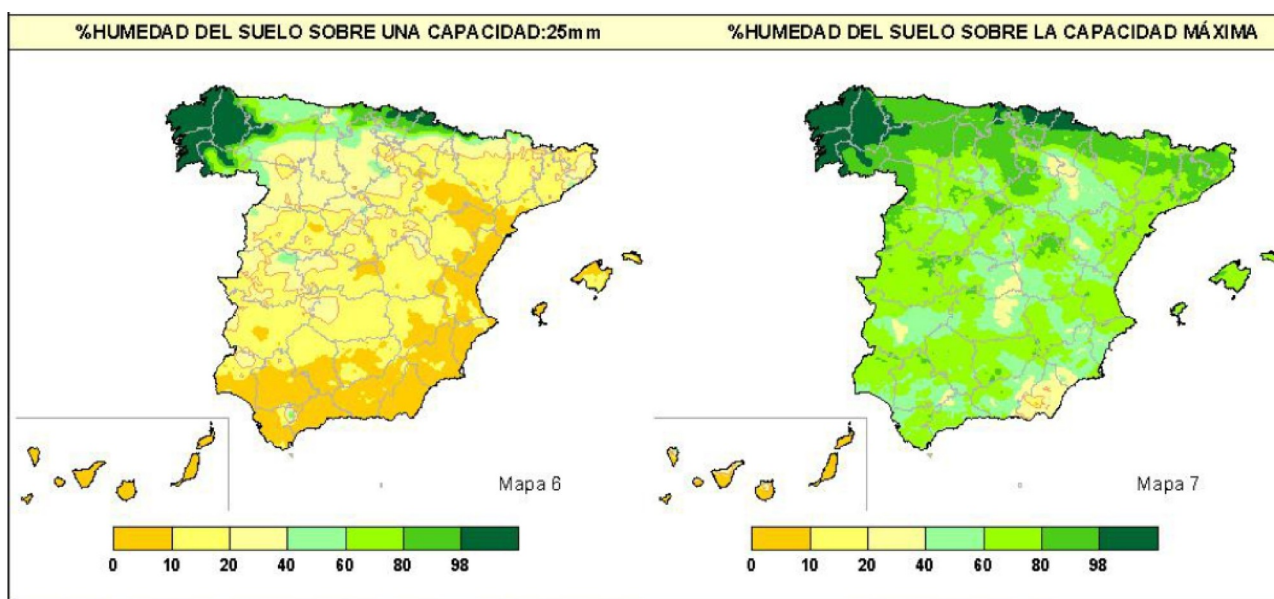 %HUMEDAD DEL SUELO SOBRE UNA CAPACIDAD:25mm
%HUMEDAD DEL SUELO SOBRE LA CAPACIDAD MÁXIMA
Mapa 6
Mapa 7
0 10 20 40 60 80 98
0 10 20 40 60 80 98